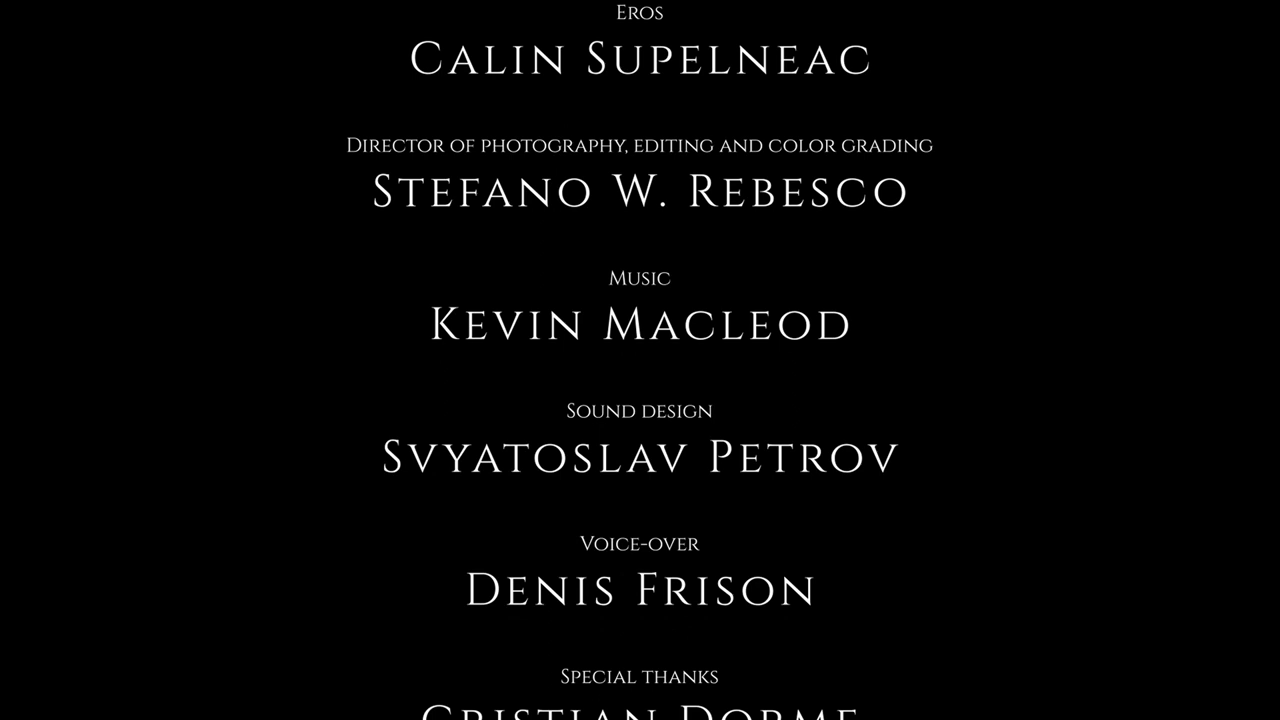 Eros
Calin Supelneac
Director of photography, editing and color grading
Stefano W. Rebesco
Music
Kevin Macleod
Sound design
Svyatoslav Petrov
Voice-over
Denis Frison
Special thanks
Cristian